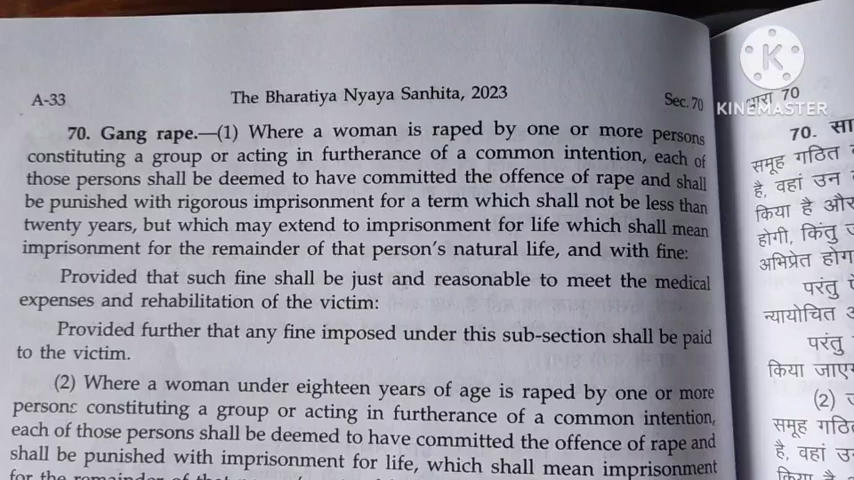 A-33
The Bharatiya Nyaya Sanhita, 2023
Sec. 70
70. Gang rape.—(1) Where a woman is raped by one or more persons
constituting a group or acting in furtherance of a common intention, each of
those persons shall be deemed to have committed the offence of rape and shall
be punished with rigorous imprisonment for a term which shall not be less than
twenty years, but which may extend to imprisonment for life which shall mean
imprisonment for the remainder of that person's natural life, and with fine:
Provided that such fine shall be just and reasonable to meet the medical
expenses and rehabilitation of the victim:
Provided further that any fine imposed under this sub-section shall be paid
to the victim.
(2) Where a woman under eighteen years of age is raped by one or more
persons constituting a group or acting in furtherance of a common intention,
each of those persons shall be deemed to have committed the offence of rape and
shall be punished with imprisonment for life, which shall mean imprisonment
for the remainder of that
K
KINEMASTER
धारा 70
70. सा
समूह गठित
है, वहां उन
किया है और
होगी, किंतु
अभिप्रेत होग
परंतु
न्यायोचित
परंतु
किया जाए
(2)
समूह गठि
है, वहां उ
किया है